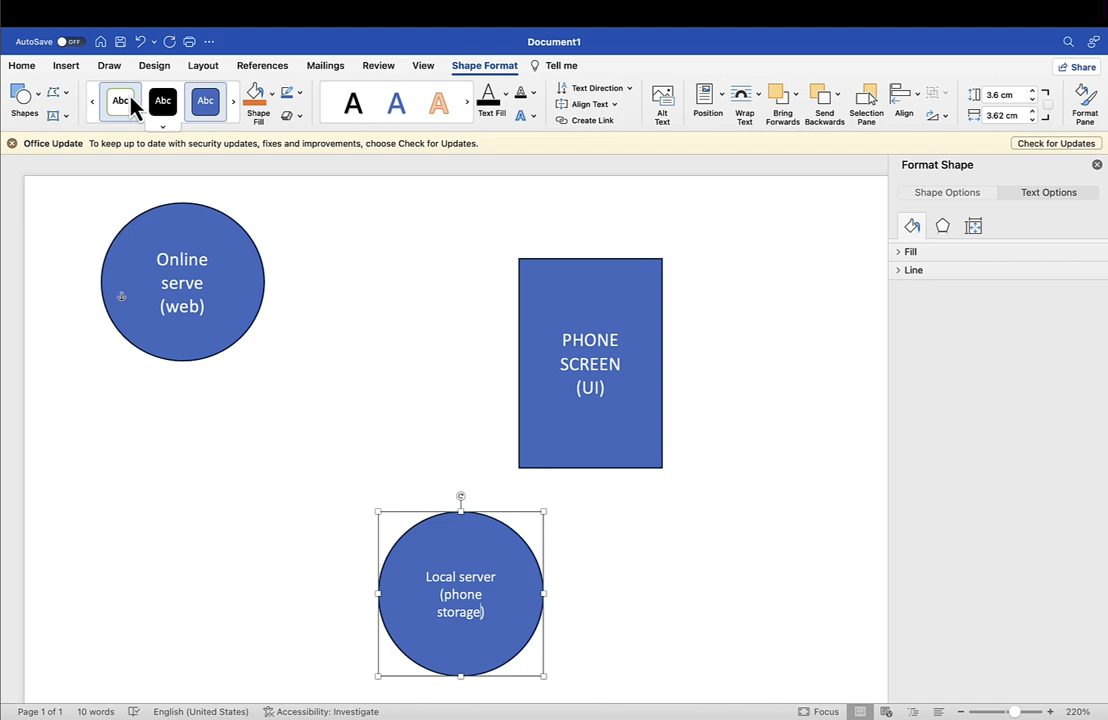 AutoSave OFF
Document1
Home Insert Draw Design Layout References Mailings Review View Shape Format Tell me
Share
Shapes
Abc Abc Abc
Shape Fill
A A A
Text Fill
Text Direction
Align Text
Create Link
Alt Text
Position
Wrap Text
Bring Forwards
Send Backwards
Selection Pane
Align
3.6 cm
3.62 cm
Format Pane
Office Update To keep up to date with security updates, fixes and improvements, choose Check for Updates.
Check for Updates
Format Shape
Shape Options Text Options
Fill
Line
Online
serve
(web)
PHONE
SCREEN
(UI)
Local server
(phone
storage)
Page 1 of 1 10 words English (United States) Accessibility: Investigate Focus 220%